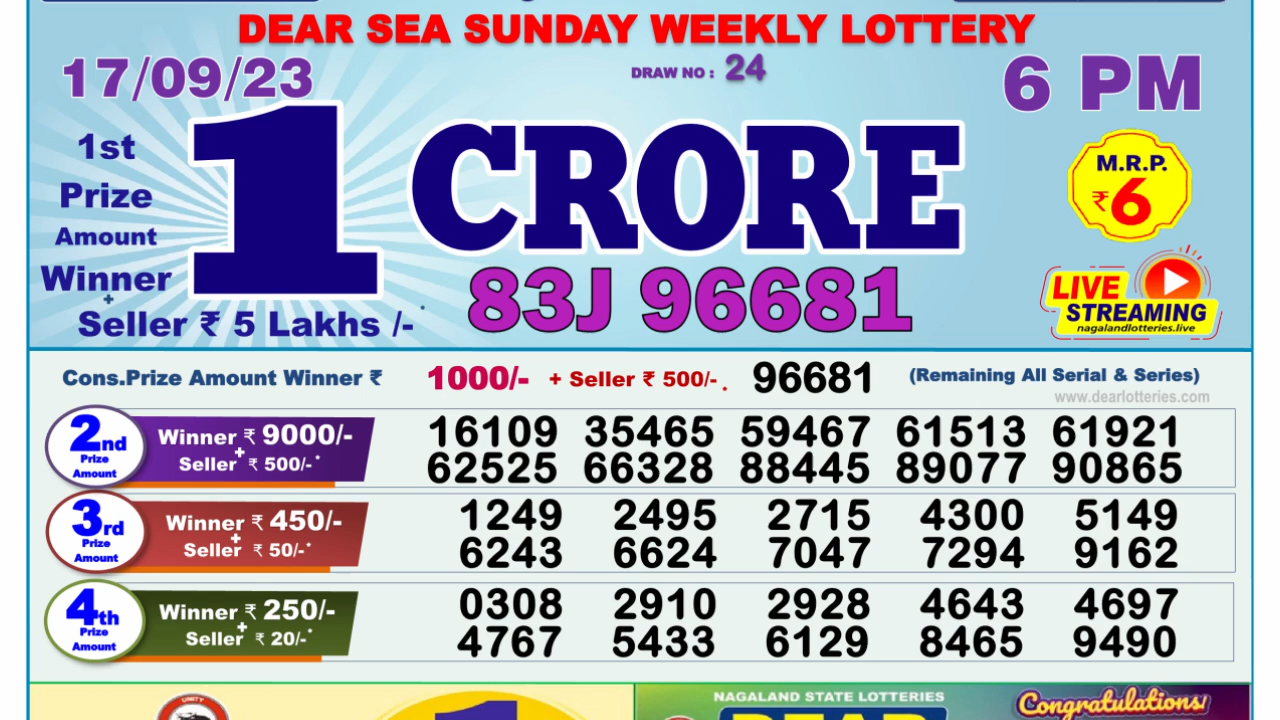 DEAR SEA SUNDAY WEEKLY LOTTERY
17/09/23
DRAW NO : 24
6 PM
1st
Prize
Amount
Winner
1 CRORE
M.R.P.
₹6
83J 96681
+
Seller ₹ 5 Lakhs /-
LIVE
STREAMING
nagalandlotteries.live
Cons.Prize Amount Winner ₹ 1000/- + Seller ₹ 500/- . 96681 (Remaining All Serial & Series)
www.dearlotteries.com
2nd
Prize
Amount
Winner ₹ 9000/-
+
Seller ₹ 500/-*
16109 35465 59467 61513 61921
62525 66328 88445 89077 90865
3rd
Prize
Amount
Winner ₹ 450/-
+
Seller ₹ 50/-*
1249 2495 2715 4300 5149
6243 6624 7047 7294 9162
4th
Prize
Amount
Winner ₹ 250/-
+
Seller ₹ 20/-*
0308 2910 2928 4643 4697
4767 5433 6129 8465 9490
UNITY
1
NAGALAND STATE LOTTERIES
DEAR
Congratulations!